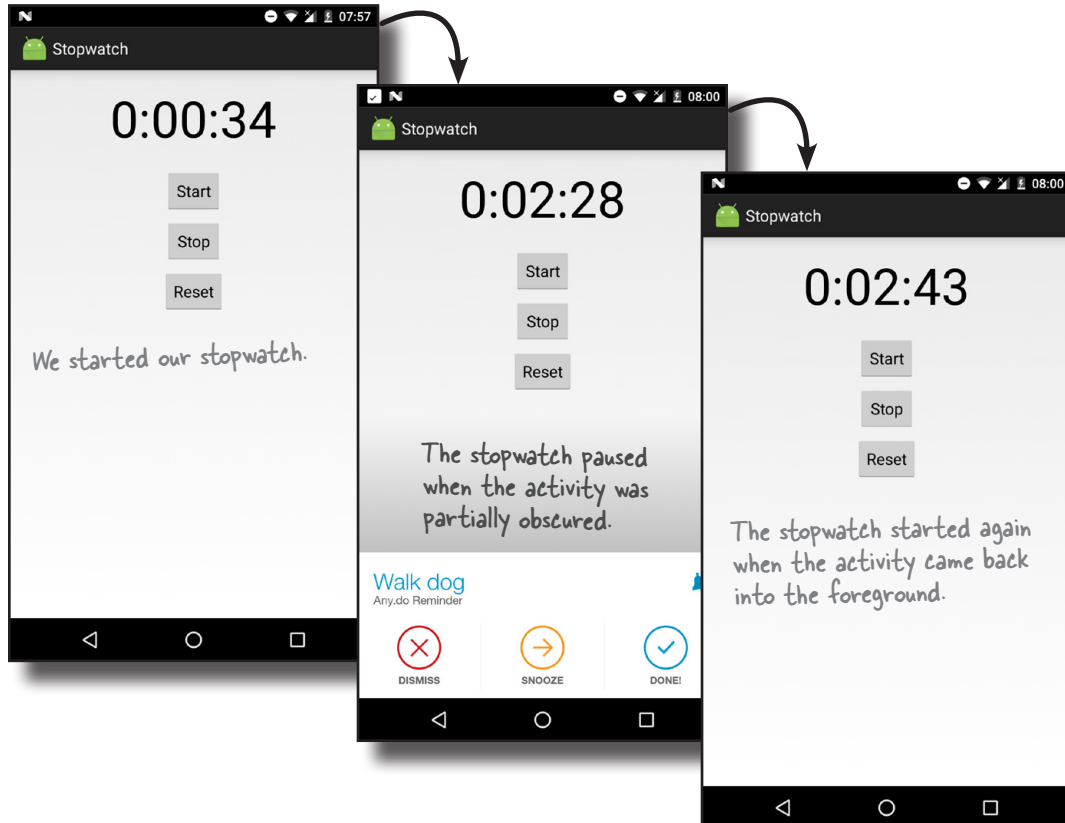 07:57
Stopwatch
0:00:34
Start
Stop
Reset
We started our stopwatch.
08:00
Stopwatch
0:02:28
Start
Stop
Reset
The stopwatch paused
when the activity was
partially obscured.
Walk dog
Any.do Reminder
DISMISS
SNOOZE
DONE!
08:00
Stopwatch
0:02:43
Start
Stop
Reset
The stopwatch started again
when the activity came back
into the foreground.